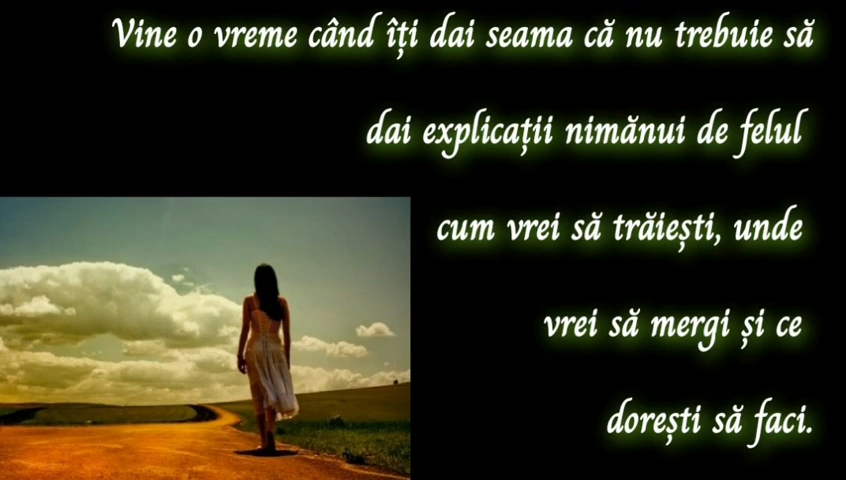 Vine o vreme când îți dai seama că nu trebuie să
dai explicații nimănui de felul
cum vrei să trăiești, unde
vrei să mergi și ce
dorești să faci.